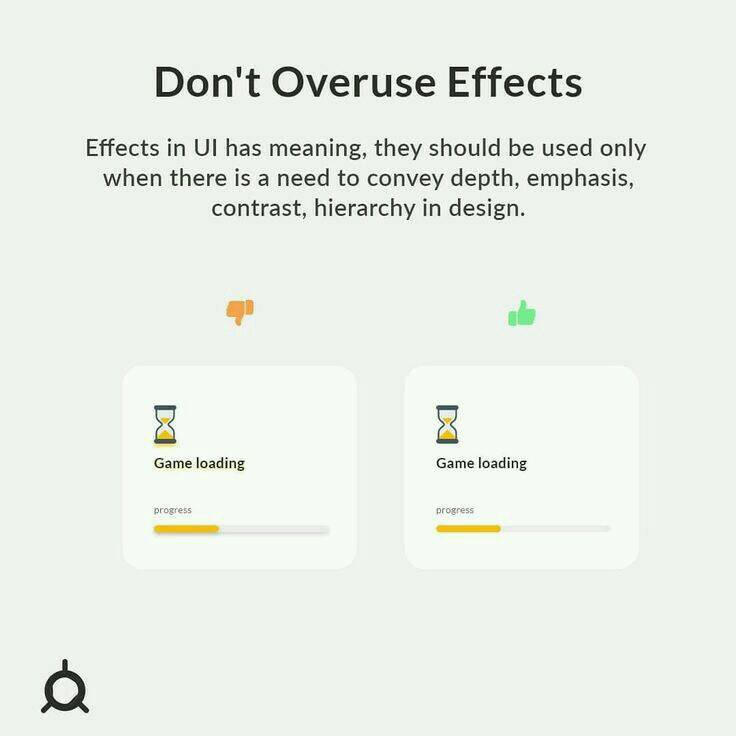 Don't Overuse Effects
Effects in UI has meaning, they should be used only
when there is a need to convey depth, emphasis,
contrast, hierarchy in design.
Game loading
progress
Game loading
progress